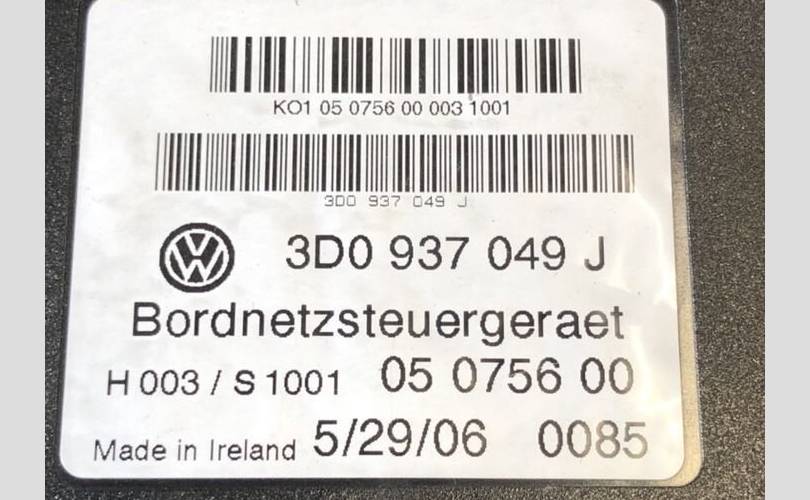 KO1 05 0756 00 003 1001
3D0 937 049 J
3D0 937 049 J
Bordnetzsteuergeraet
H 003 / S 1001 05 0756 00
Made in Ireland 5/29/06 0085